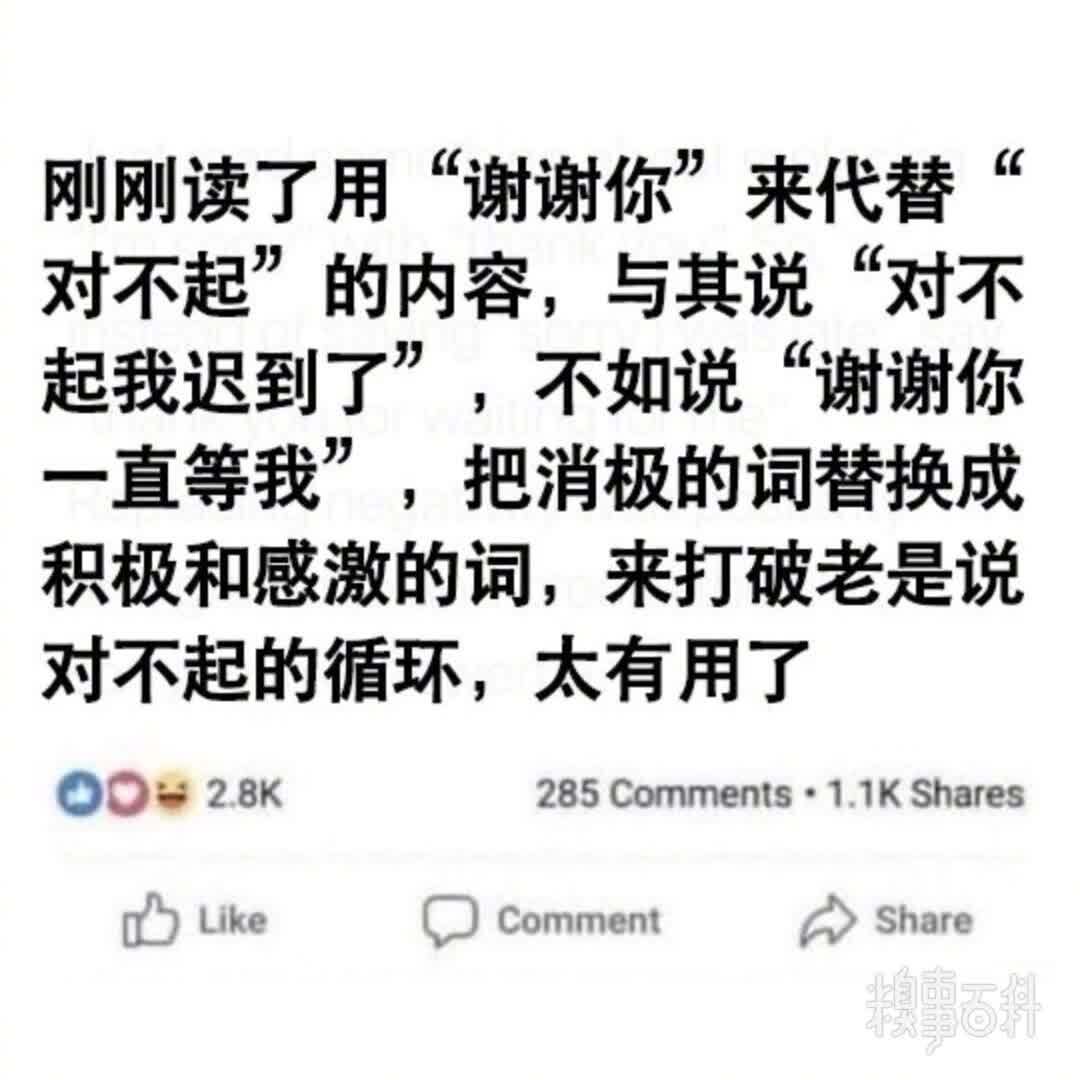 刚刚读了用“谢谢你”来代替“
对不起”的内容，与其说“对不
起我迟到了”，不如说“谢谢你
一直等我”，把消极的词替换成
积极和感激的词，来打破老是说
对不起的循环，太有用了
2.8K 285 Comments • 1.1K Shares
Like Comment Share
糗事百科